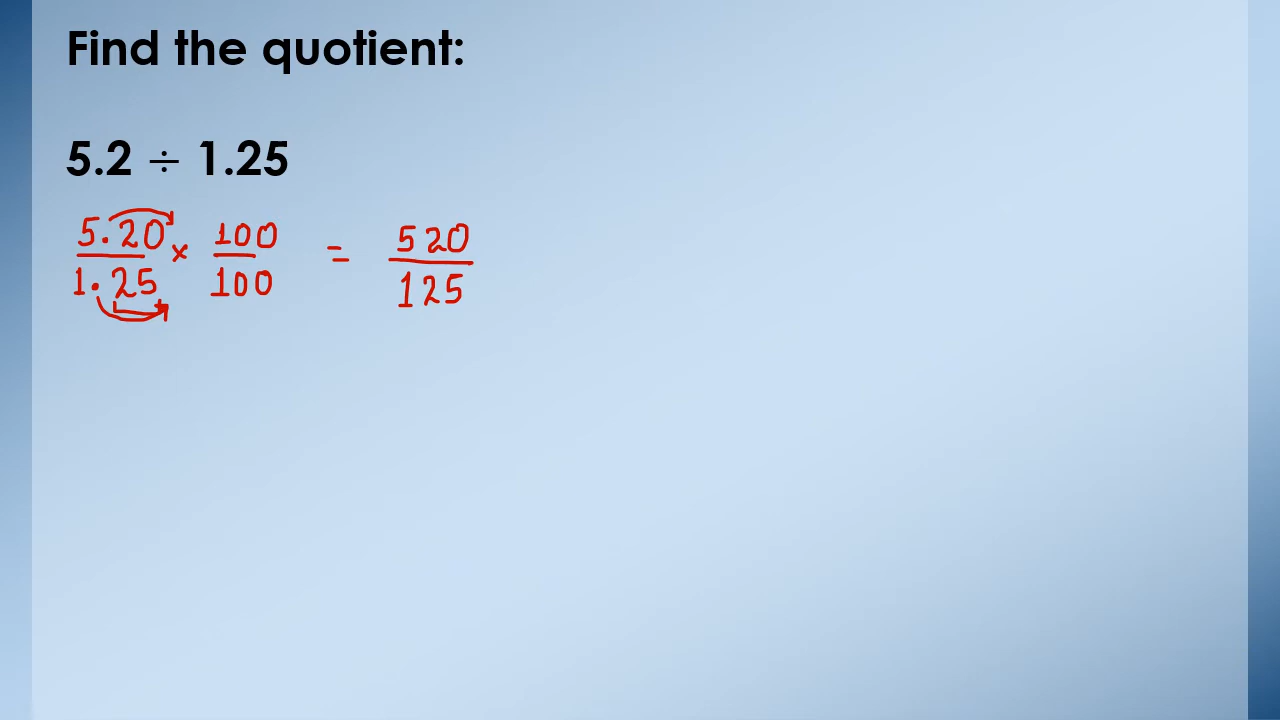 Find the quotient:
5.2 ÷ 1.25
5.20/1.25 × 100/100 = 520/125